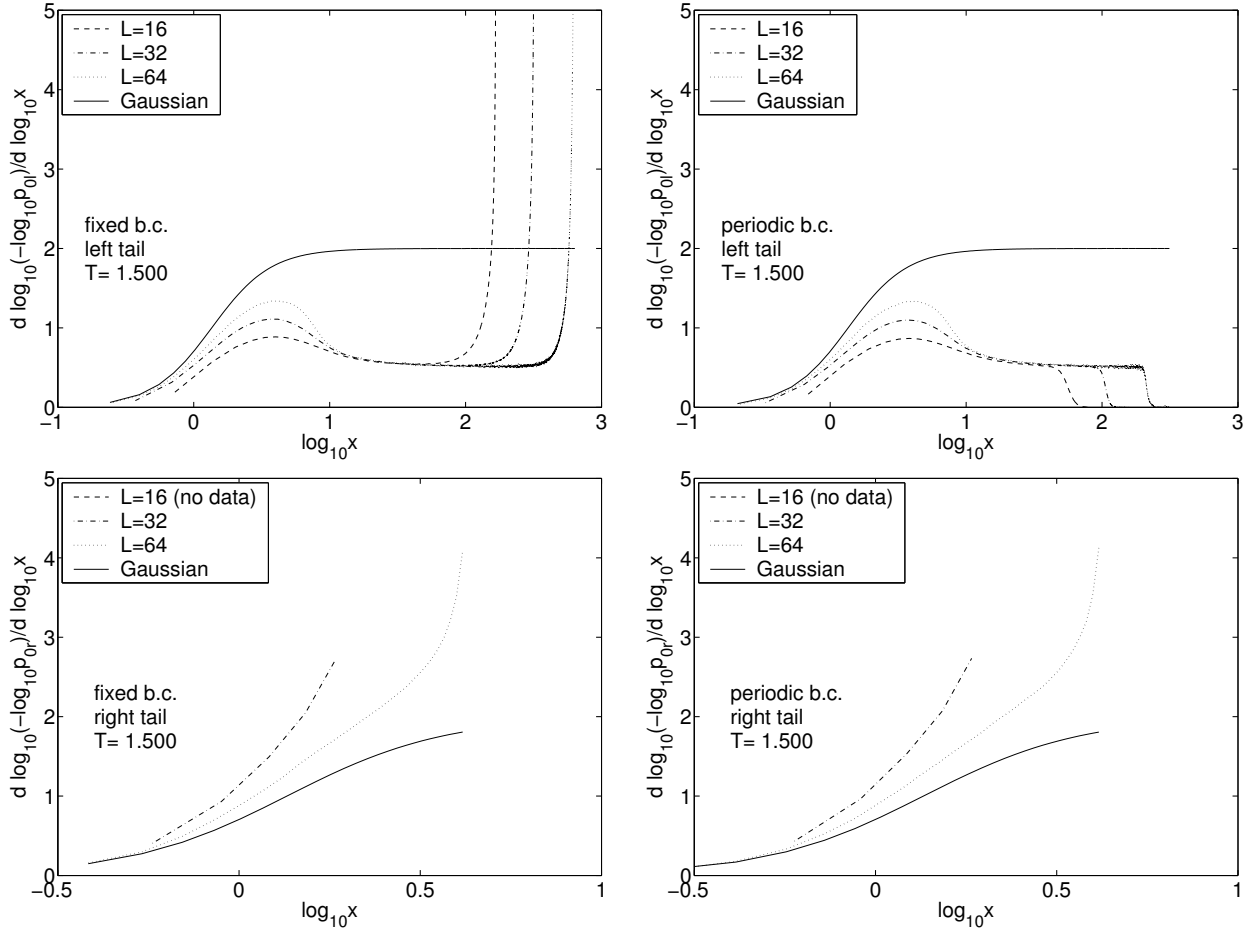 5
4
3
2
1
0
−1
0
1
2
3
log10x
d log10(−log10p0l)/d log10x
L=16
L=32
L=64
Gaussian
fixed b.c.
left tail
T= 1.500
5
4
3
2
1
0
−1
0
1
2
3
log10x
d log10(−log10p0l)/d log10x
L=16
L=32
L=64
Gaussian
periodic b.c.
left tail
T= 1.500
5
4
3
2
1
0
−0.5
0
0.5
1
log10x
d log10(−log10p0r)/d log10x
L=16 (no data)
L=32
L=64
Gaussian
fixed b.c.
right tail
T= 1.500
5
4
3
2
1
0
−0.5
0
0.5
1
log10x
d log10(−log10p0r)/d log10x
L=16 (no data)
L=32
L=64
Gaussian
periodic b.c.
right tail
T= 1.500